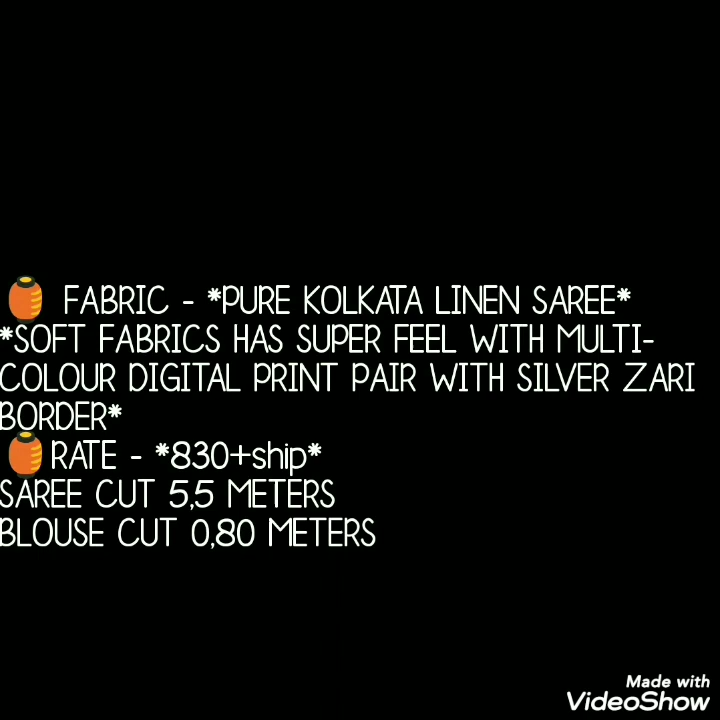 🏮 FABRIC - *PURE KOLKATA LINEN SAREE*
*SOFT FABRICS HAS SUPER FEEL WITH MULTI-
COLOUR DIGITAL PRINT PAIR WITH SILVER ZARI
BORDER*
🏮RATE - *830+ship*
SAREE CUT 5,5 METERS
BLOUSE CUT 0,80 METERS
Made with
VideoShow